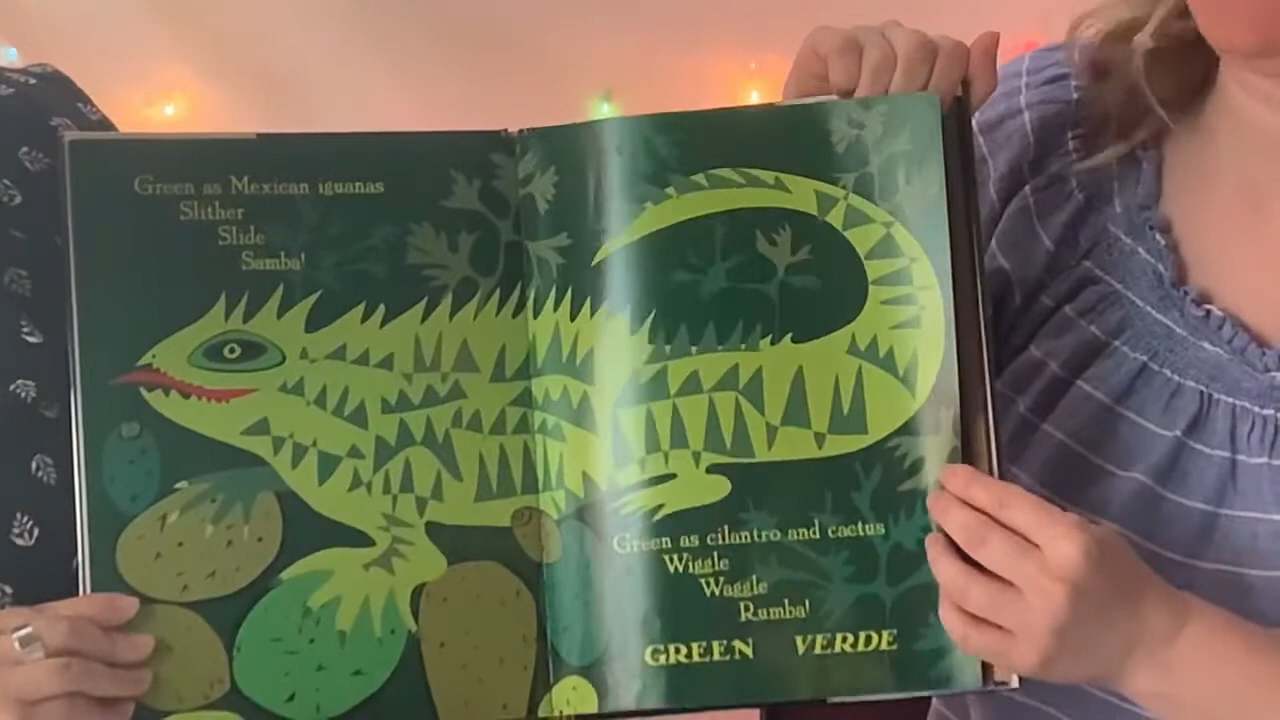 Green as Mexican iguanas
Slither
Slide
Samba!
Green as cilantro and cactus
Wiggle
Waggle
Rumba!
GREEN VERDE